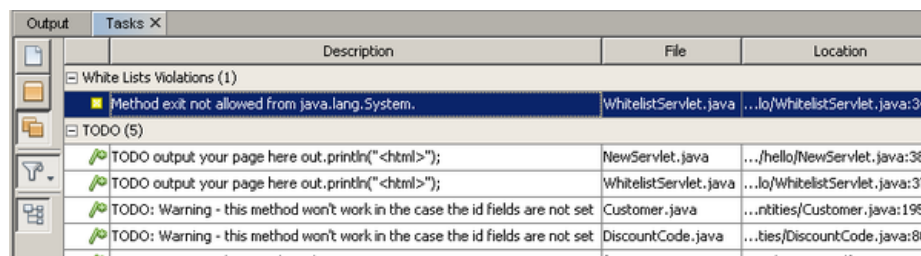 Output Tasks
Description File Location
White Lists Violations (1)
Method exit not allowed from java.lang.System. WhitelistServlet.java ...lo/WhitelistServlet.java:3
TODO (5)
TODO output your page here out.println("<html>"); NewServlet.java .../hello/NewServlet.java:38
TODO output your page here out.println("<html>"); WhitelistServlet.java ...lo/WhitelistServlet.java:3
TODO: Warning - this method won't work in the case the id fields are not set Customer.java ...ntities/Customer.java:195
TODO: Warning - this method won't work in the case the id fields are not set DiscountCode.java ...ties/DiscountCode.java:8